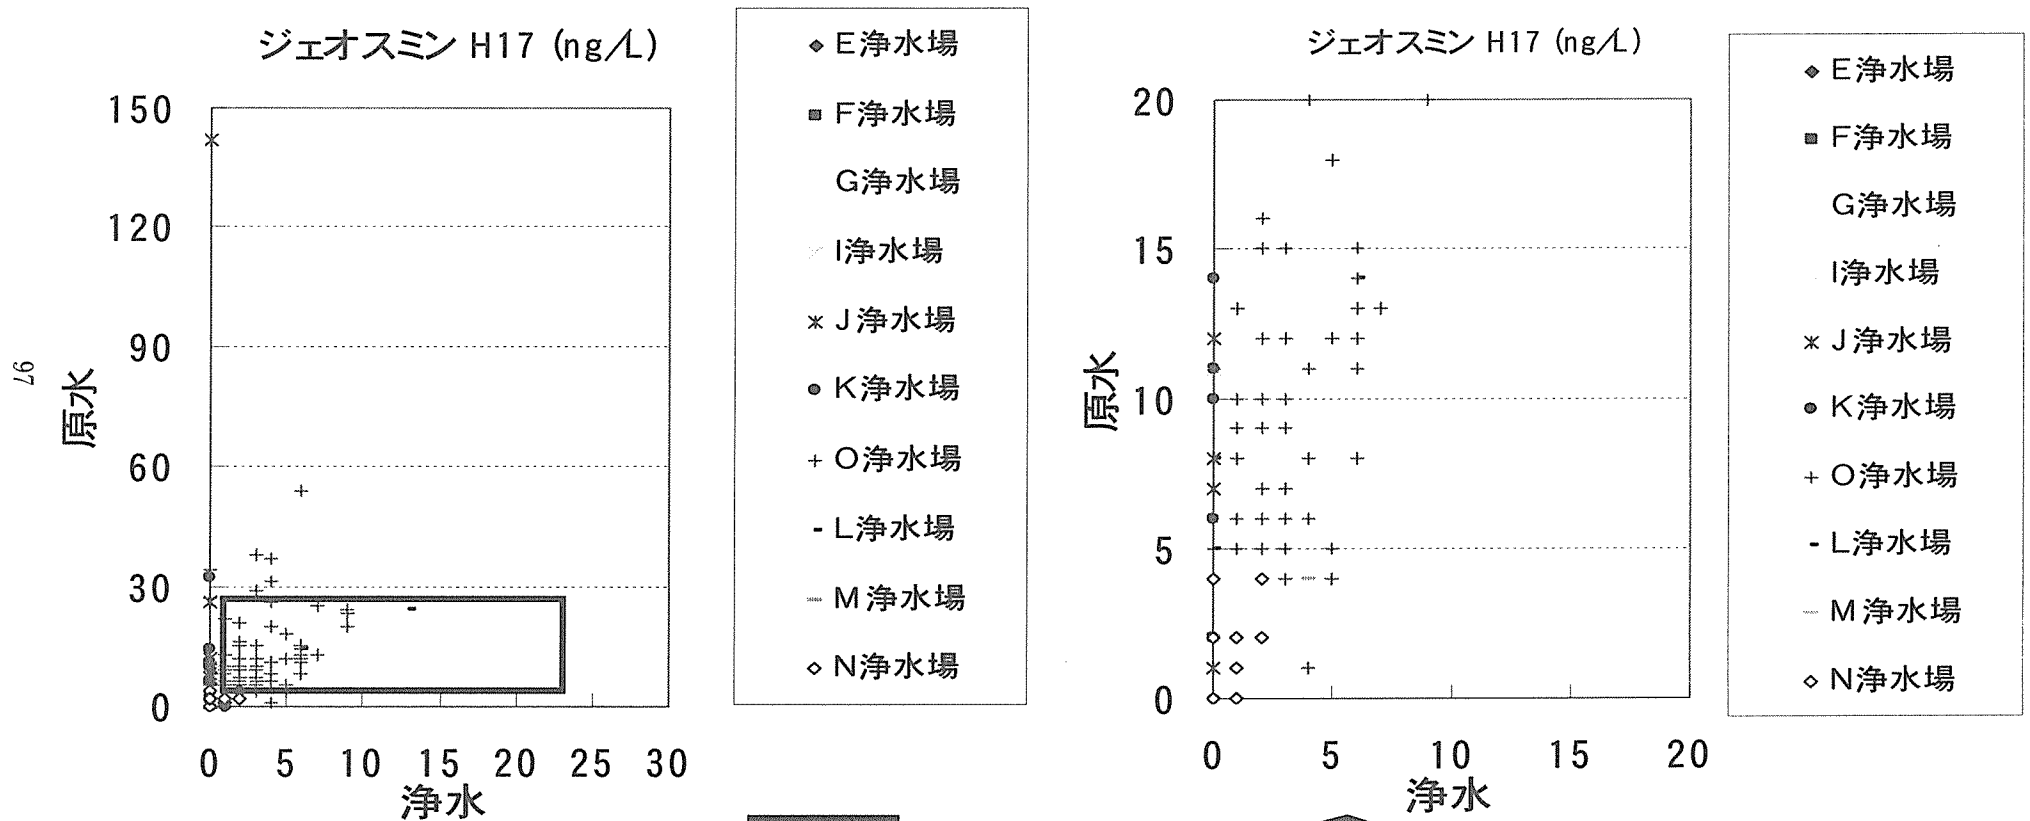 ジェオスミン H17 (ng/L)
150
120
90
60
30
0
原水
0 5 10 15 20 25 30
浄水
E浄水場
F浄水場
G浄水場
I浄水場
J浄水場
K浄水場
O浄水場
L浄水場
M浄水場
N浄水場
ジェオスミン H17 (ng/L)
20
15
10
5
0
原水
0 5 10 15 20
浄水
E浄水場
F浄水場
G浄水場
I浄水場
J浄水場
K浄水場
O浄水場
L浄水場
M浄水場
N浄水場
97